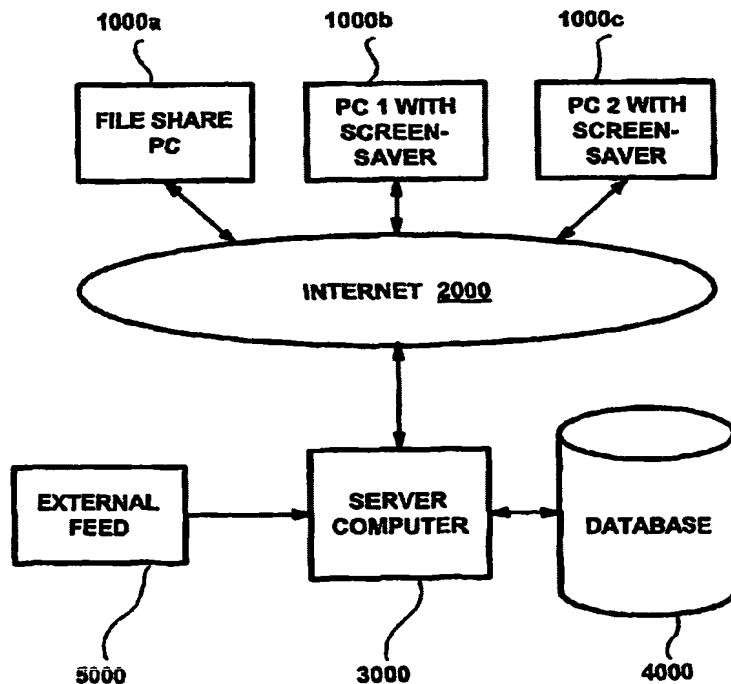 1000a
1000b
1000c
FILE SHARE
PC
PC 1 WITH
SCREEN-
SAVER
PC 2 WITH
SCREEN-
SAVER
INTERNET 2000
EXTERNAL
FEED
SERVER
COMPUTER
DATABASE
5000
3000
4000